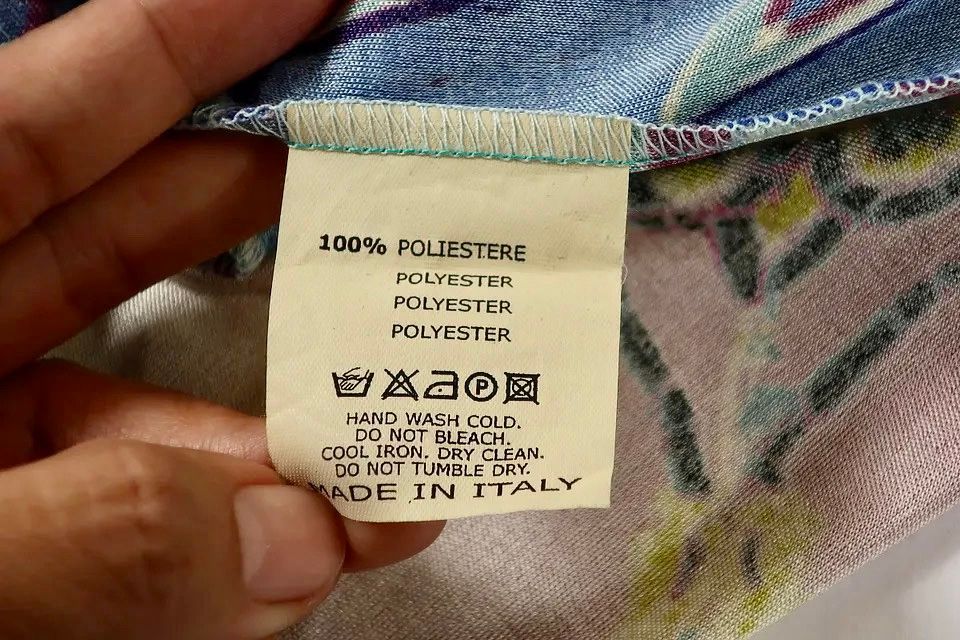 100% POLIESTERE
POLYESTER
POLYESTER
POLYESTER
P
HAND WASH COLD.
DO NOT BLEACH.
COOL IRON. DRY CLEAN.
DO NOT TUMBLE DRY.
MADE IN ITALY